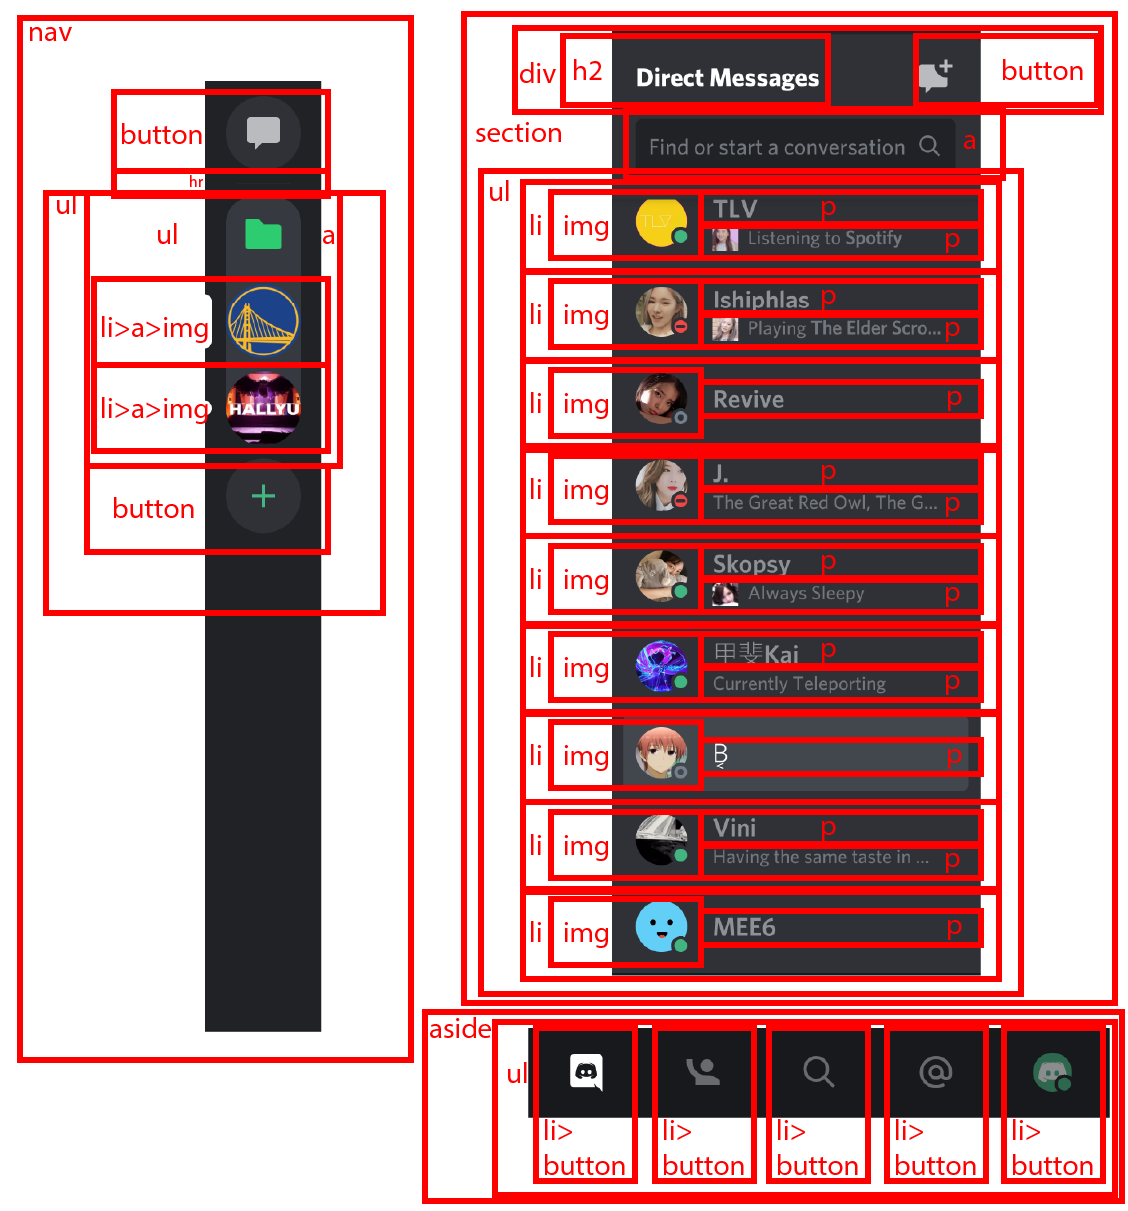 nav
button
hr
ul
ul
a
li>a>img
li>a>img
HALLYU
button
div
h2
Direct Messages
button
section
Find or start a conversation
a
ul
li
img
TLV
TLV
p
Listening to Spotify
p
li
img
Ishiphlas
p
Playing The Elder Scro...
p
li
img
Revive
p
li
img
J.
p
The Great Red Owl, The G...
p
li
img
Skopsy
p
Always Sleepy
p
li
img
甲斐Kai
p
Currently Teleporting
p
li
img
B̬
p
li
img
Vini
p
Having the same taste in ...
p
li
img
MEE6
p
aside
ul
@
li>
button
li>
button
li>
button
li>
button
li>
button